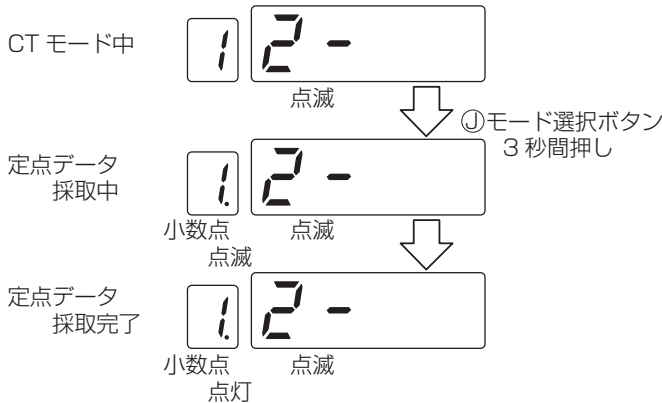 CT モード中
1 2-
点滅
Ⓙモード選択ボタン
3 秒間押し
定点データ
採取中
1. 2-
小数点
点滅
点滅
定点データ
採取完了
1. 2-
小数点
点灯
点滅